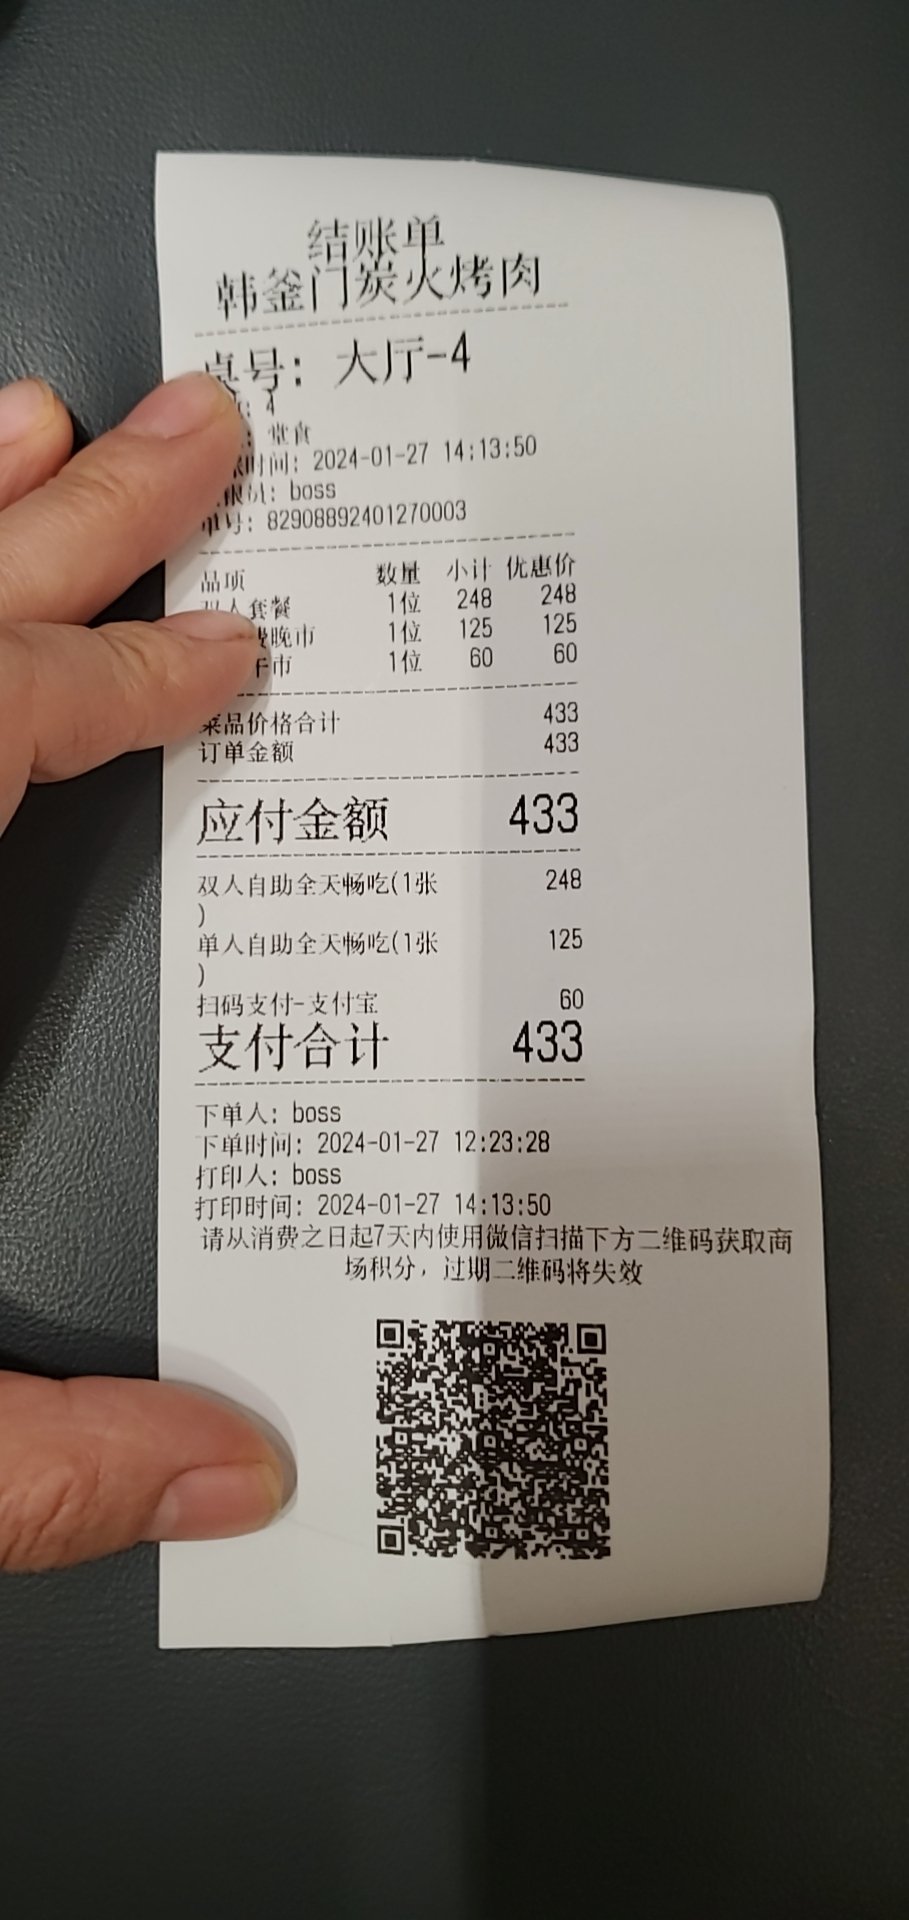 结账单
韩釜门炭火烤肉
桌号: 大厅-4
: 4
: 堂食
时间: 2024-01-27 14:13:50
银员: boss
单号: 82908892401270003
品项 数量 小计 优惠价
双人套餐 1位 248 248
晚市 1位 125 125
午市 1位 60 60
菜品价格合计 433
订单金额 433
应付金额 433
双人自助全天畅吃(1张 248
)
单人自助全天畅吃(1张 125
)
扫码支付-支付宝 60
支付合计 433
下单人: boss
下单时间: 2024-01-27 12:23:28
打印人: boss
打印时间: 2024-01-27 14:13:50
请从消费之日起7天内使用微信扫描下方二维码获取商
场积分，过期二维码将失效